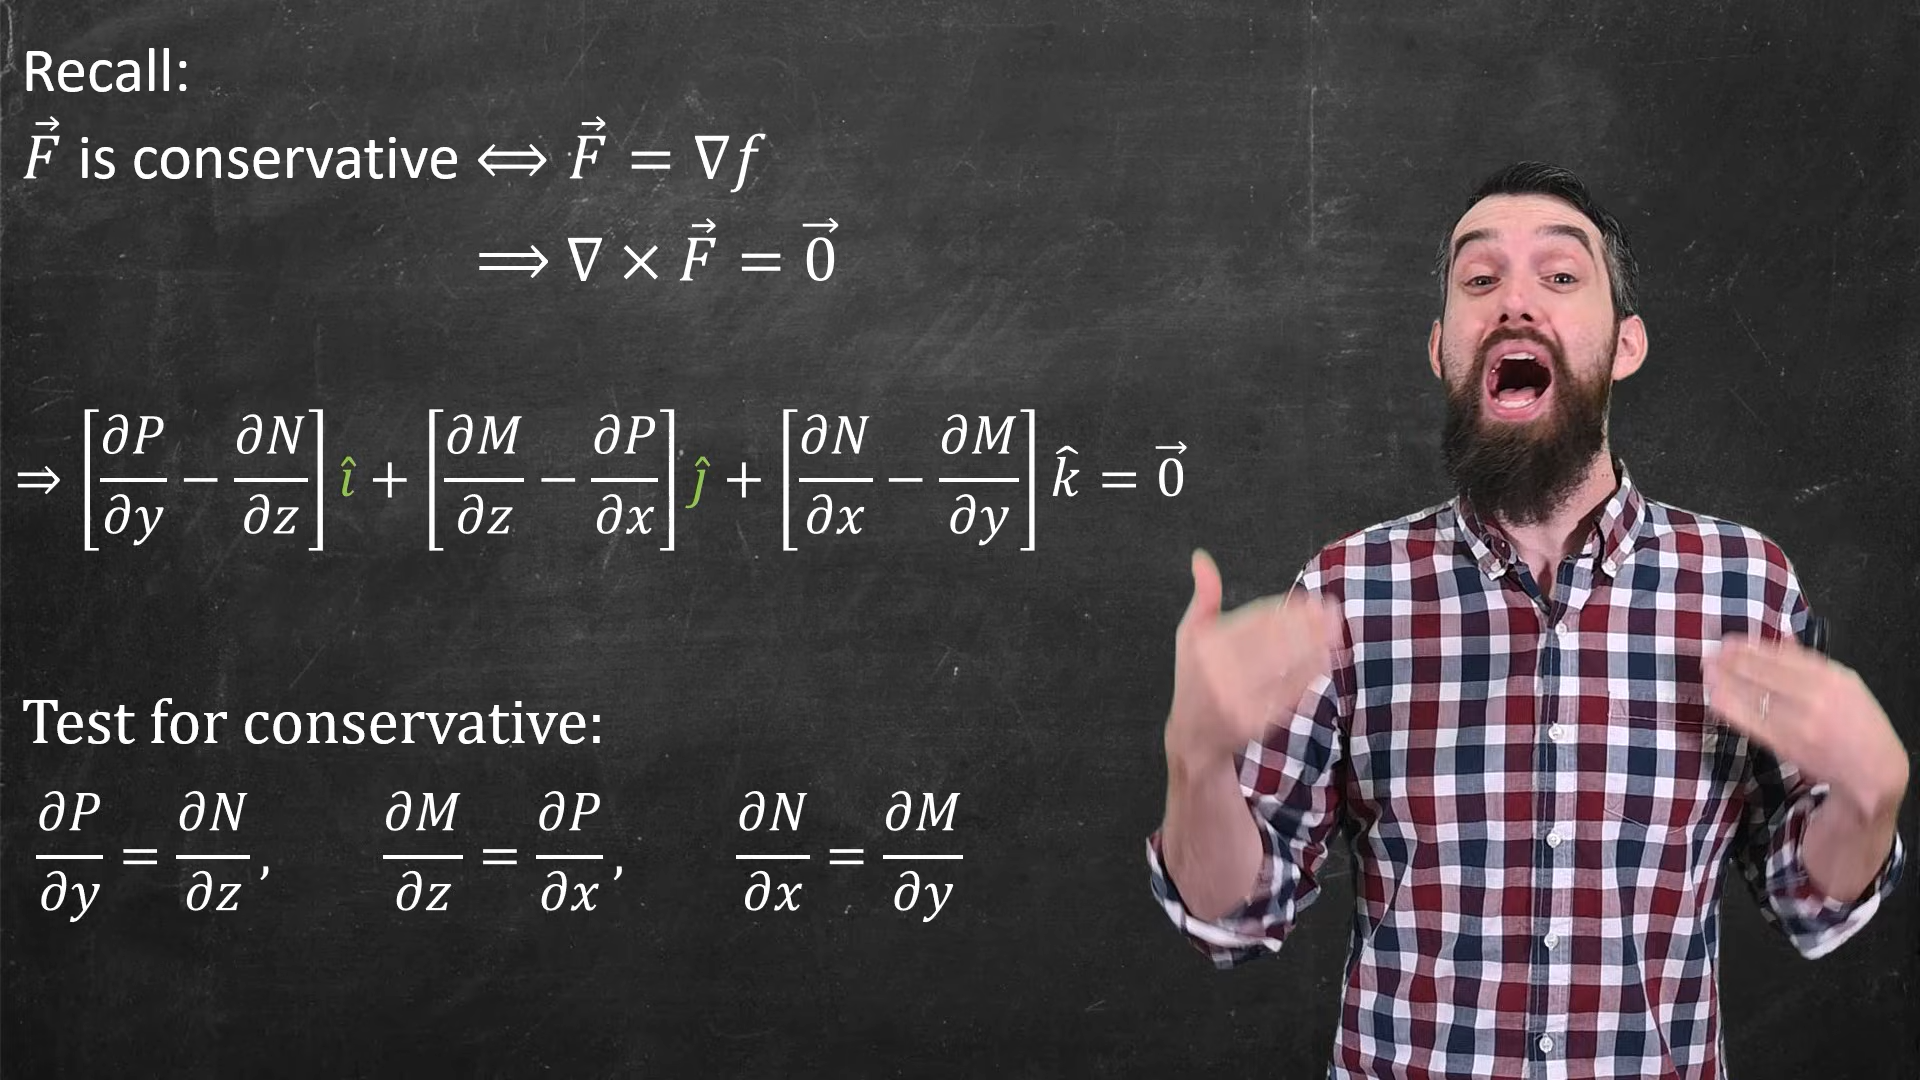 Recall:
F⃗ is conservative ⟺ F⃗ = ∇f
⟹ ∇ × F⃗ = 0⃗
⇒ [∂P/∂y − ∂N/∂z] î + [∂M/∂z − ∂P/∂x] ĵ + [∂N/∂x − ∂M/∂y] k̂ = 0⃗
Test for conservative:
∂P/∂y = ∂N/∂z, ∂M/∂z = ∂P/∂x, ∂N/∂x = ∂M/∂y